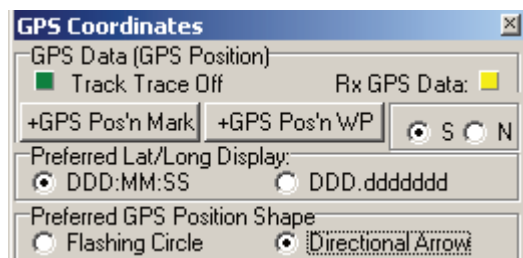 GPS Coordinates
GPS Data (GPS Position)
Track Trace Off Rx GPS Data:
+GPS Pos'n Mark +GPS Pos'n WP S N
Preferred Lat/Long Display:
DDD:MM:SS DDD.ddddddd
Preferred GPS Position Shape
Flashing Circle Directional Arrow